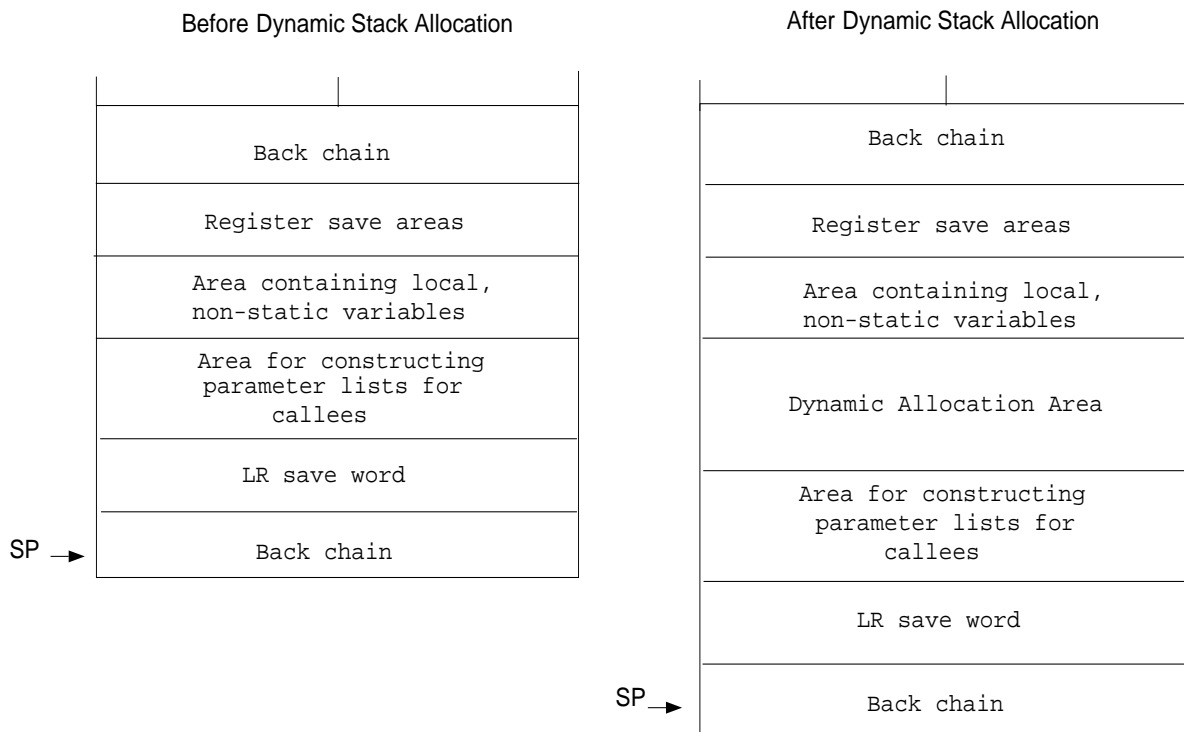 Before Dynamic Stack Allocation
Back chain
Register save areas
Area containing local,
non-static variables
Area for constructing
parameter lists for
callees
LR save word
SP
Back chain
After Dynamic Stack Allocation
Back chain
Register save areas
Area containing local,
non-static variables
Dynamic Allocation Area
Area for constructing
parameter lists for
callees
LR save word
SP
Back chain